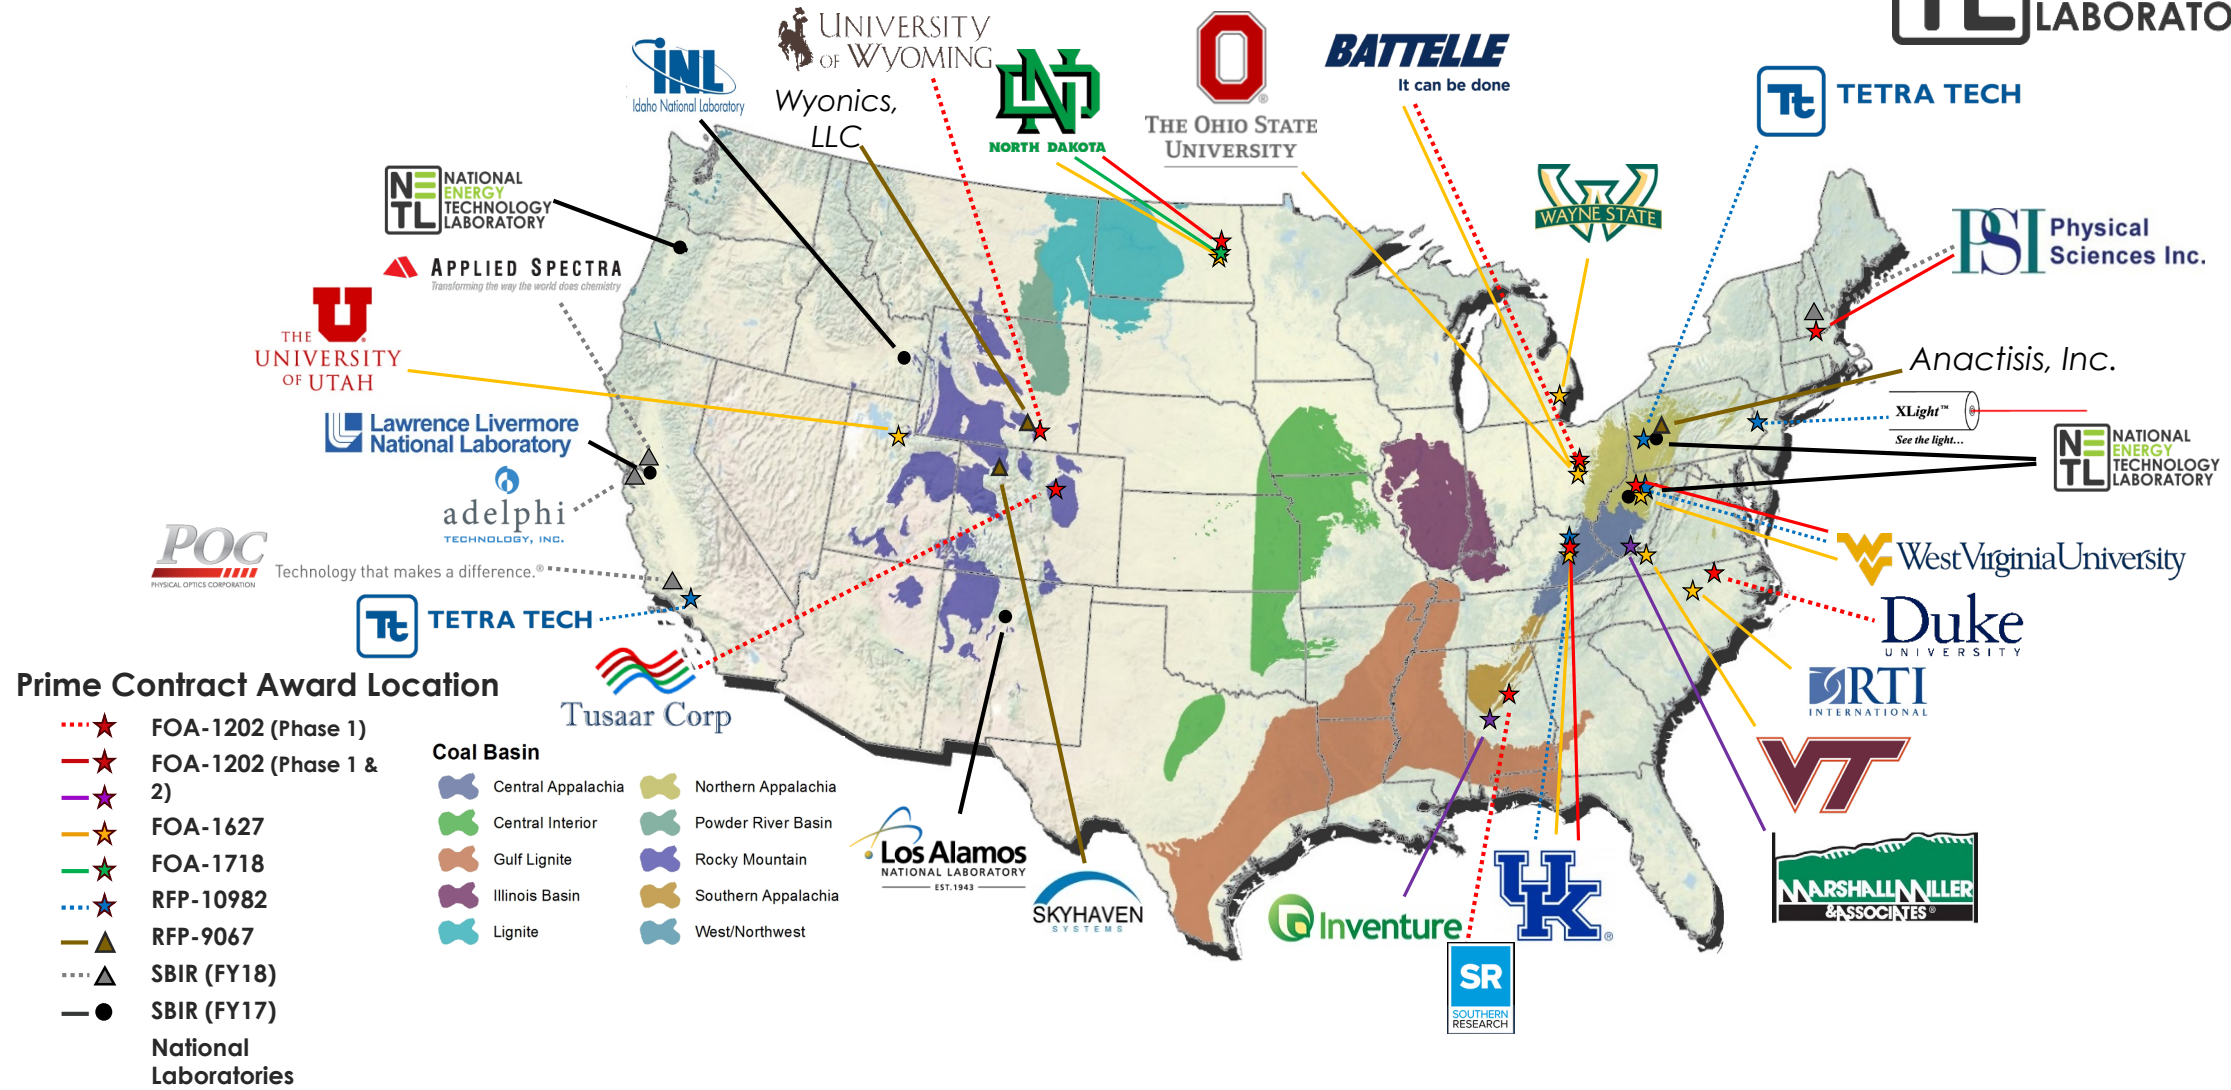 LABORATO
UNIVERSITY
OF WYOMING
INL
Idaho National Laboratory
Wyonics,
LLC
NORTH DAKOTA
THE OHIO STATE
UNIVERSITY
BATTELLE
It can be done
Tt TETRA TECH
WAYNE STATE
PSI Physical
Sciences Inc.
NE NATIONAL
ENERGY
TL TECHNOLOGY
LABORATORY
APPLIED SPECTRA
Transforming the way the world does chemistry
THE U
UNIVERSITY
OF UTAH
Lawrence Livermore
National Laboratory
adelphi
TECHNOLOGY, INC.
POC
PHYSICAL OPTICS CORPORATION
Technology that makes a difference.®
Tt TETRA TECH
Tusaar Corp
Anactisis, Inc.
XLight™
See the light...
NE NATIONAL
ENERGY
TL TECHNOLOGY
LABORATORY
WestVirginiaUniversity
Duke
UNIVERSITY
RTI
INTERNATIONAL
VT
MARSHALL MILLER
&ASSOCIATES®
UK®
Inventure
SR
SOUTHERN
RESEARCH
Los Alamos
NATIONAL LABORATORY
EST.1943
SKYHAVEN
SYSTEMS
Prime Contract Award Location
FOA-1202 (Phase 1)
FOA-1202 (Phase 1 &
2)
FOA-1627
FOA-1718
RFP-10982
RFP-9067
SBIR (FY18)
SBIR (FY17)
National
Laboratories
Coal Basin
Central Appalachia
Central Interior
Gulf Lignite
Illinois Basin
Lignite
Northern Appalachia
Powder River Basin
Rocky Mountain
Southern Appalachia
West/Northwest